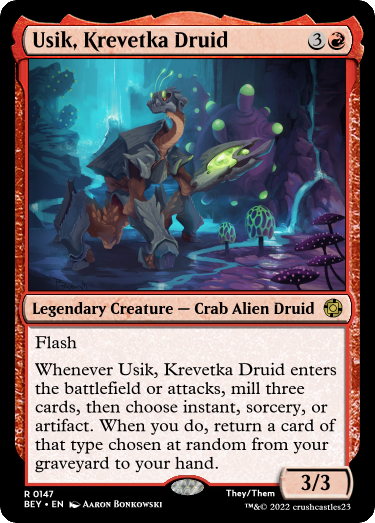 Usik, Krevetka Druid 3
Legendary Creature — Crab Alien Druid
Flash
Whenever Usik, Krevetka Druid enters
the battlefield or attacks, mill three
cards, then choose instant, sorcery, or
artifact. When you do, return a card of
that type chosen at random from your
graveyard to your hand.
3/3
R 0147
BEY • EN Aaron Bonkowski
They/Them
™&© 2022 crushcastles23